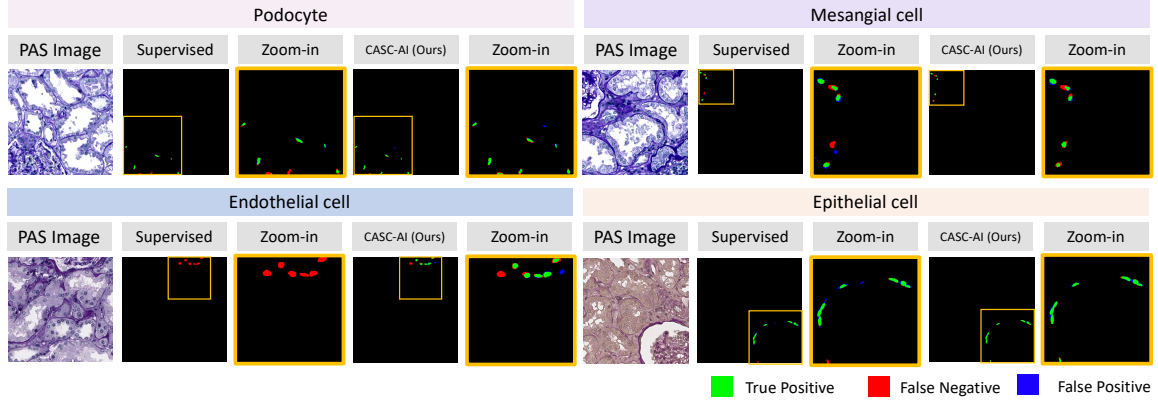 Podocyte
Mesangial cell
PAS Image Supervised Zoom-in CASC-AI (Ours) Zoom-in
PAS Image Supervised Zoom-in CASC-AI (Ours) Zoom-in
Endothelial cell
Epithelial cell
PAS Image Supervised Zoom-in CASC-AI (Ours) Zoom-in
PAS Image Supervised Zoom-in CASC-AI (Ours) Zoom-in
True Positive False Negative False Positive